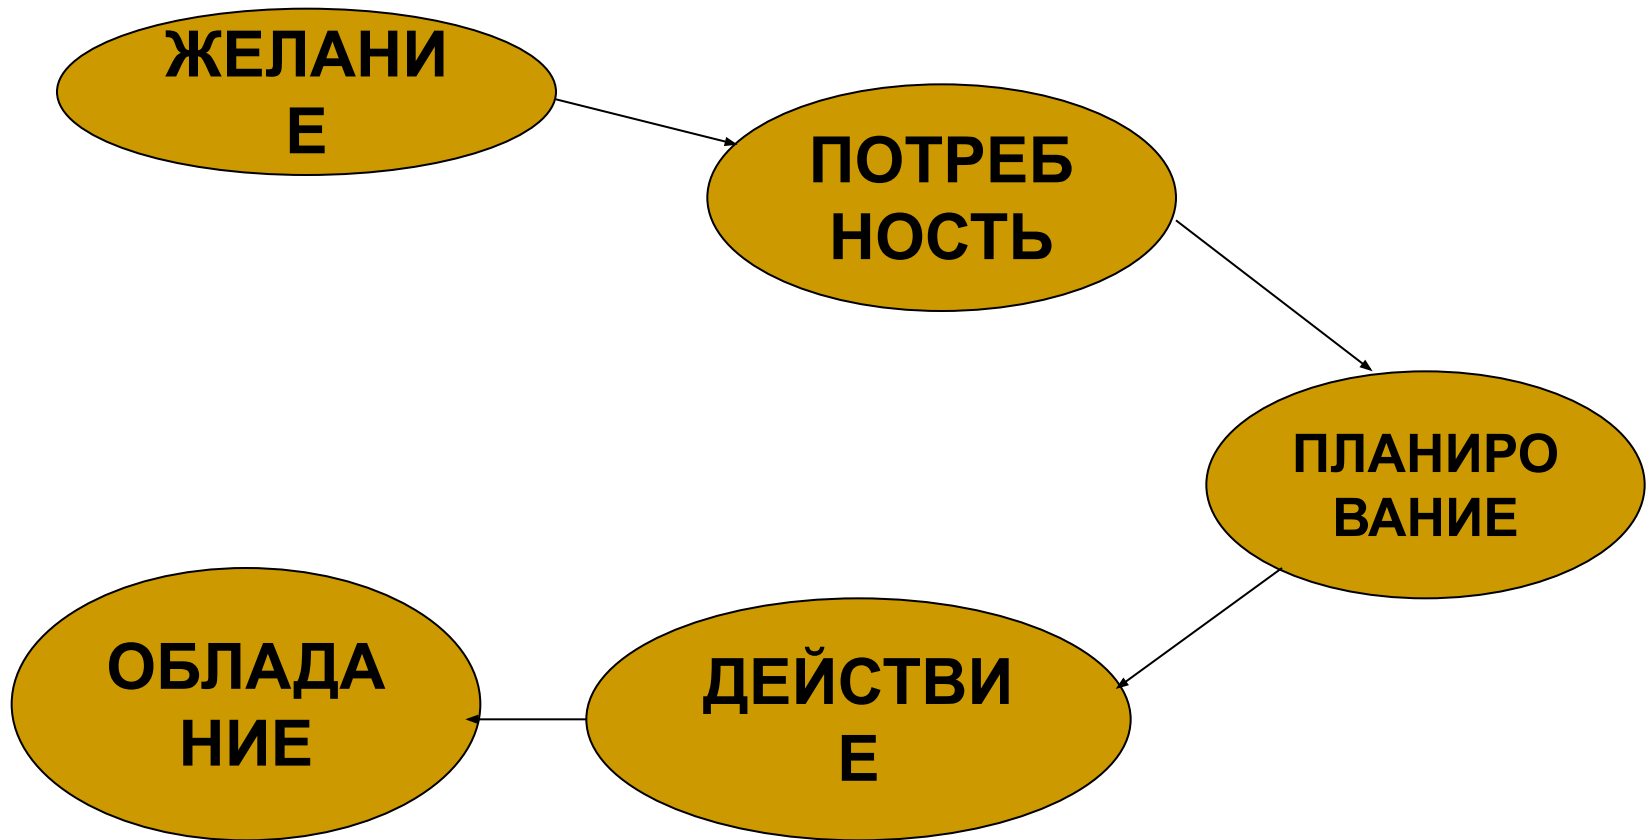 ЖЕЛАНИ
Е
ПОТРЕБ
НОСТЬ
ПЛАНИРО
ВАНИЕ
ДЕЙСТВИ
Е
ОБЛАДА
НИЕ